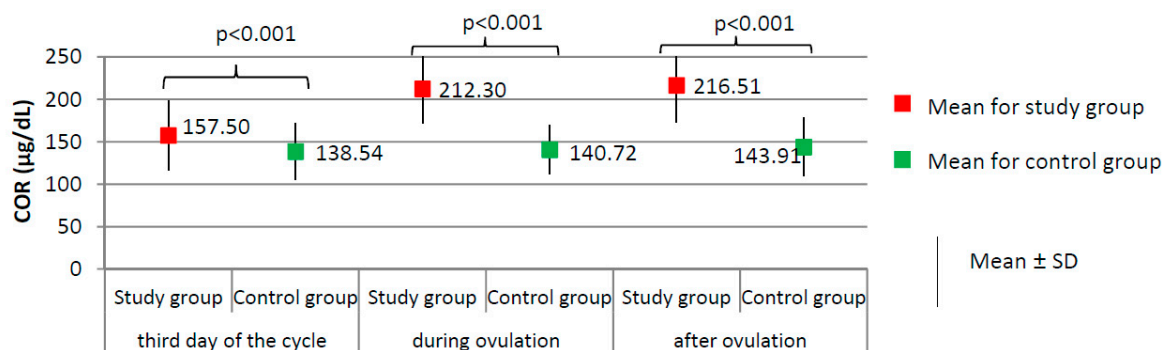 p<0.001 p<0.001 p<0.001
250
200
150
100
50
0
COR (µg/dL)
157.50
138.54
212.30
140.72
216.51
143.91
Study group Control group Study group Control group Study group Control group
third day of the cycle during ovulation after ovulation
Mean for study group
Mean for control group
Mean ± SD